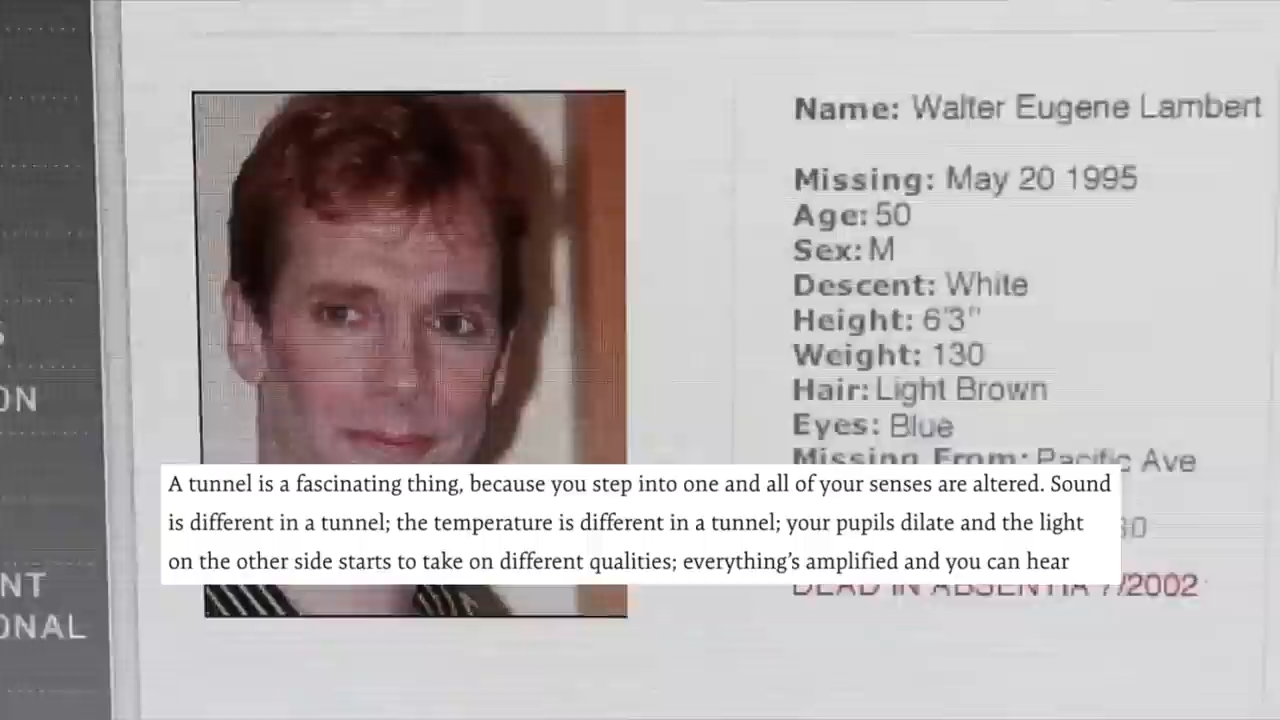 Name: Walter Eugene Lambert
Missing: May 20 1995
Age: 50
Sex: M
Descent: White
Height: 6'3"
Weight: 130
Hair: Light Brown
Eyes: Blue
Missing From: Pacific Ave
A tunnel is a fascinating thing, because you step into one and all of your senses are altered. Sound
is different in a tunnel; the temperature is different in a tunnel; your pupils dilate and the light
on the other side starts to take on different qualities; everything's amplified and you can hear
DEAD IN ABSENTIA 7/2002
ON
NT
ONAL